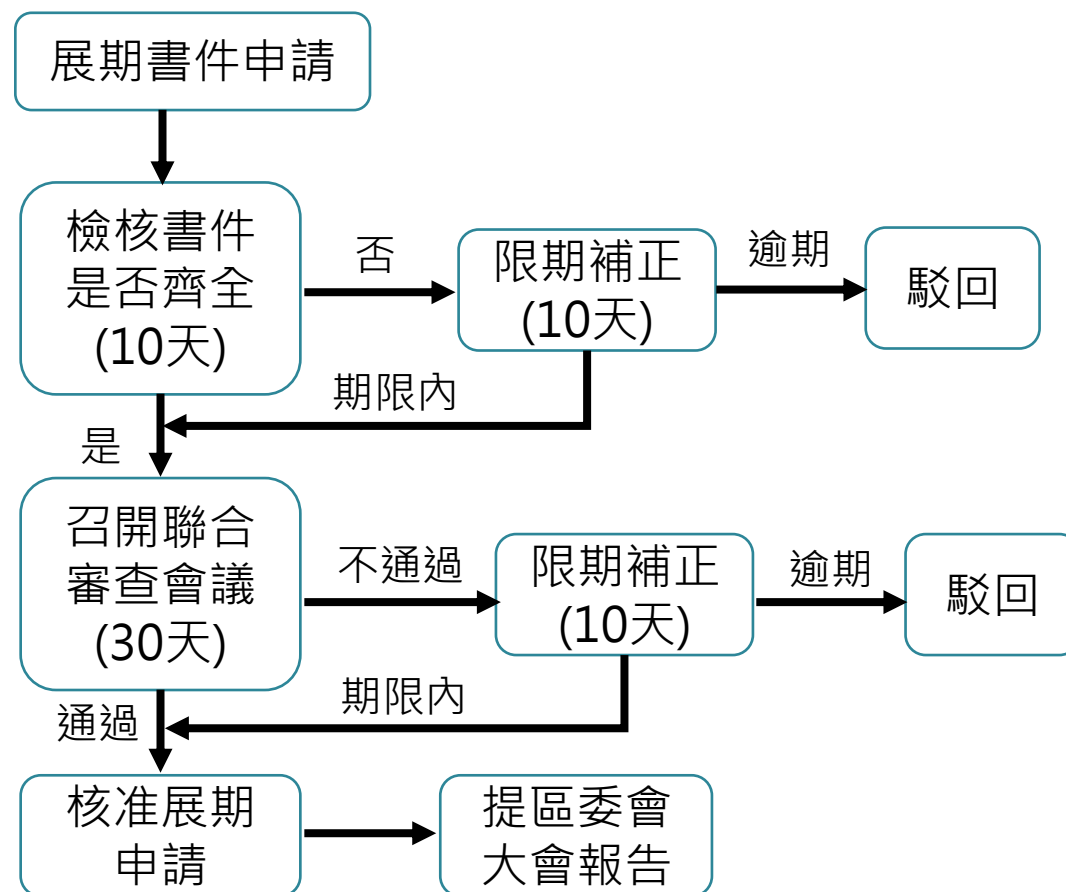 展期書件申請
檢核書件
是否齊全
(10天)
否
限期補正
(10天)
逾期
駁回
期限內
是
召開聯合
審查會議
(30天)
不通過
限期補正
(10天)
逾期
駁回
期限內
通過
核准展期
申請
提區委會
大會報告